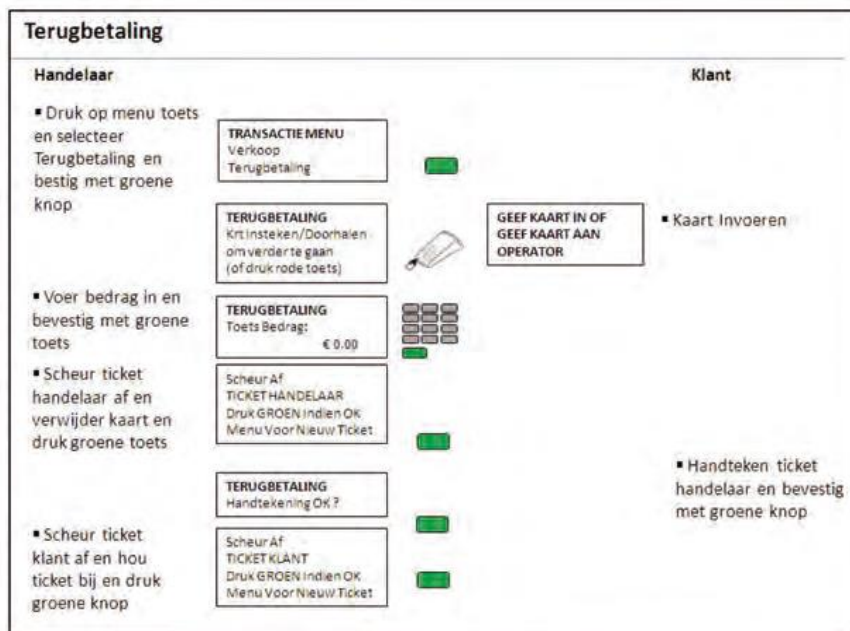 Terugbetaling
Handelaar
Klant
▪ Druk op menu toets
en selecteer
Terugbetaling en
bestig met groene
knop
TRANSACTIE MENU
Verkoop
Terugbetaling
TERUGBETALING
Krt Insteken/Doorhalen
om verder te gaan
(of druk rode toets)
GEEF KAART IN OF
GEEF KAART AAN
OPERATOR
▪ Kaart Invoeren
▪ Voer bedrag in en
bevestig met groene
toets
TERUGBETALING
Toets Bedrag:
€ 0.00
▪ Scheur ticket
handelaar af en
verwijder kaart en
druk groene toets
Scheur Af
TICKET HANDELAAR
Druk GROEN Indien OK
Menu Voor Nieuw Ticket
▪ Handteken ticket
handelaar en bevestig
met groene knop
TERUGBETALING
Handtekening OK ?
▪ Scheur ticket
klant af en hou
ticket bij en druk
groene knop
Scheur Af
TICKET KLANT
Druk GROEN Indien OK
Menu Voor Nieuw Ticket